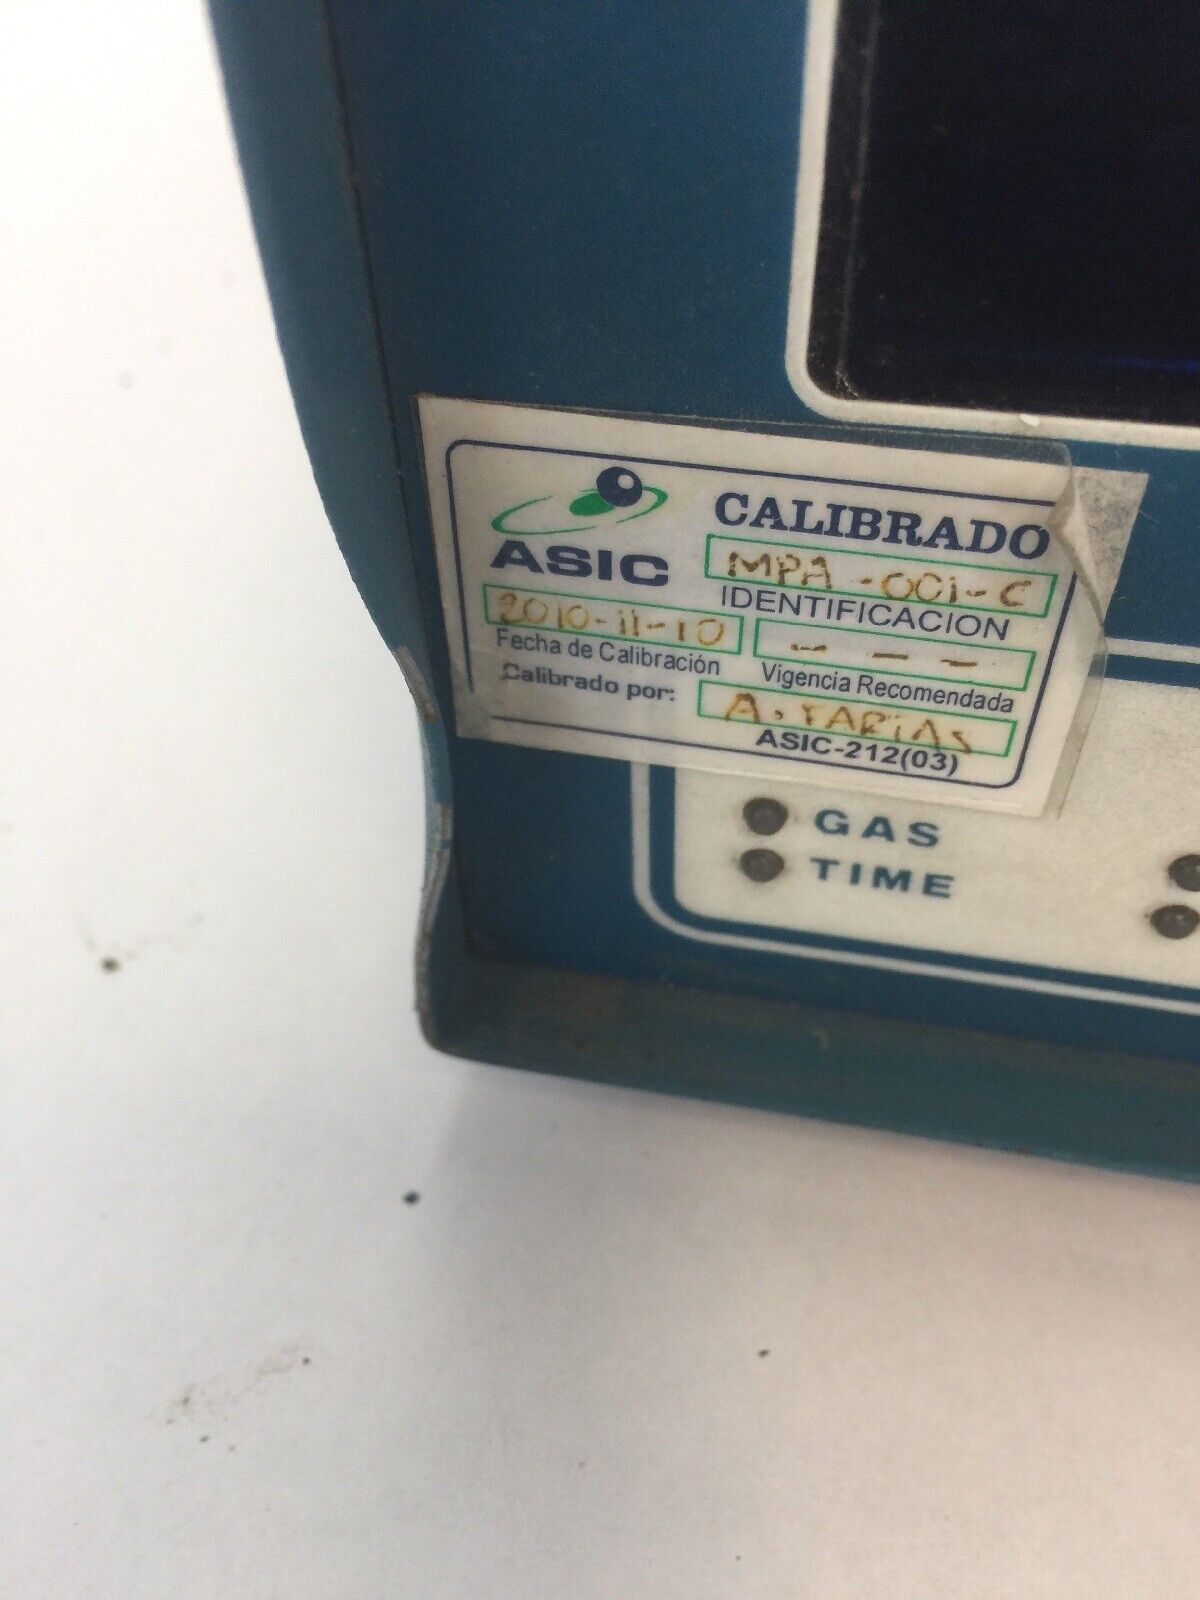 CALIBRADO
ASIC
MPA-001-C
IDENTIFICACION
2010-11-10
- - -
Fecha de Calibración
Vigencia Recomendada
Calibrado por:
A. FARIAS
ASIC-212(03)
GAS
TIME